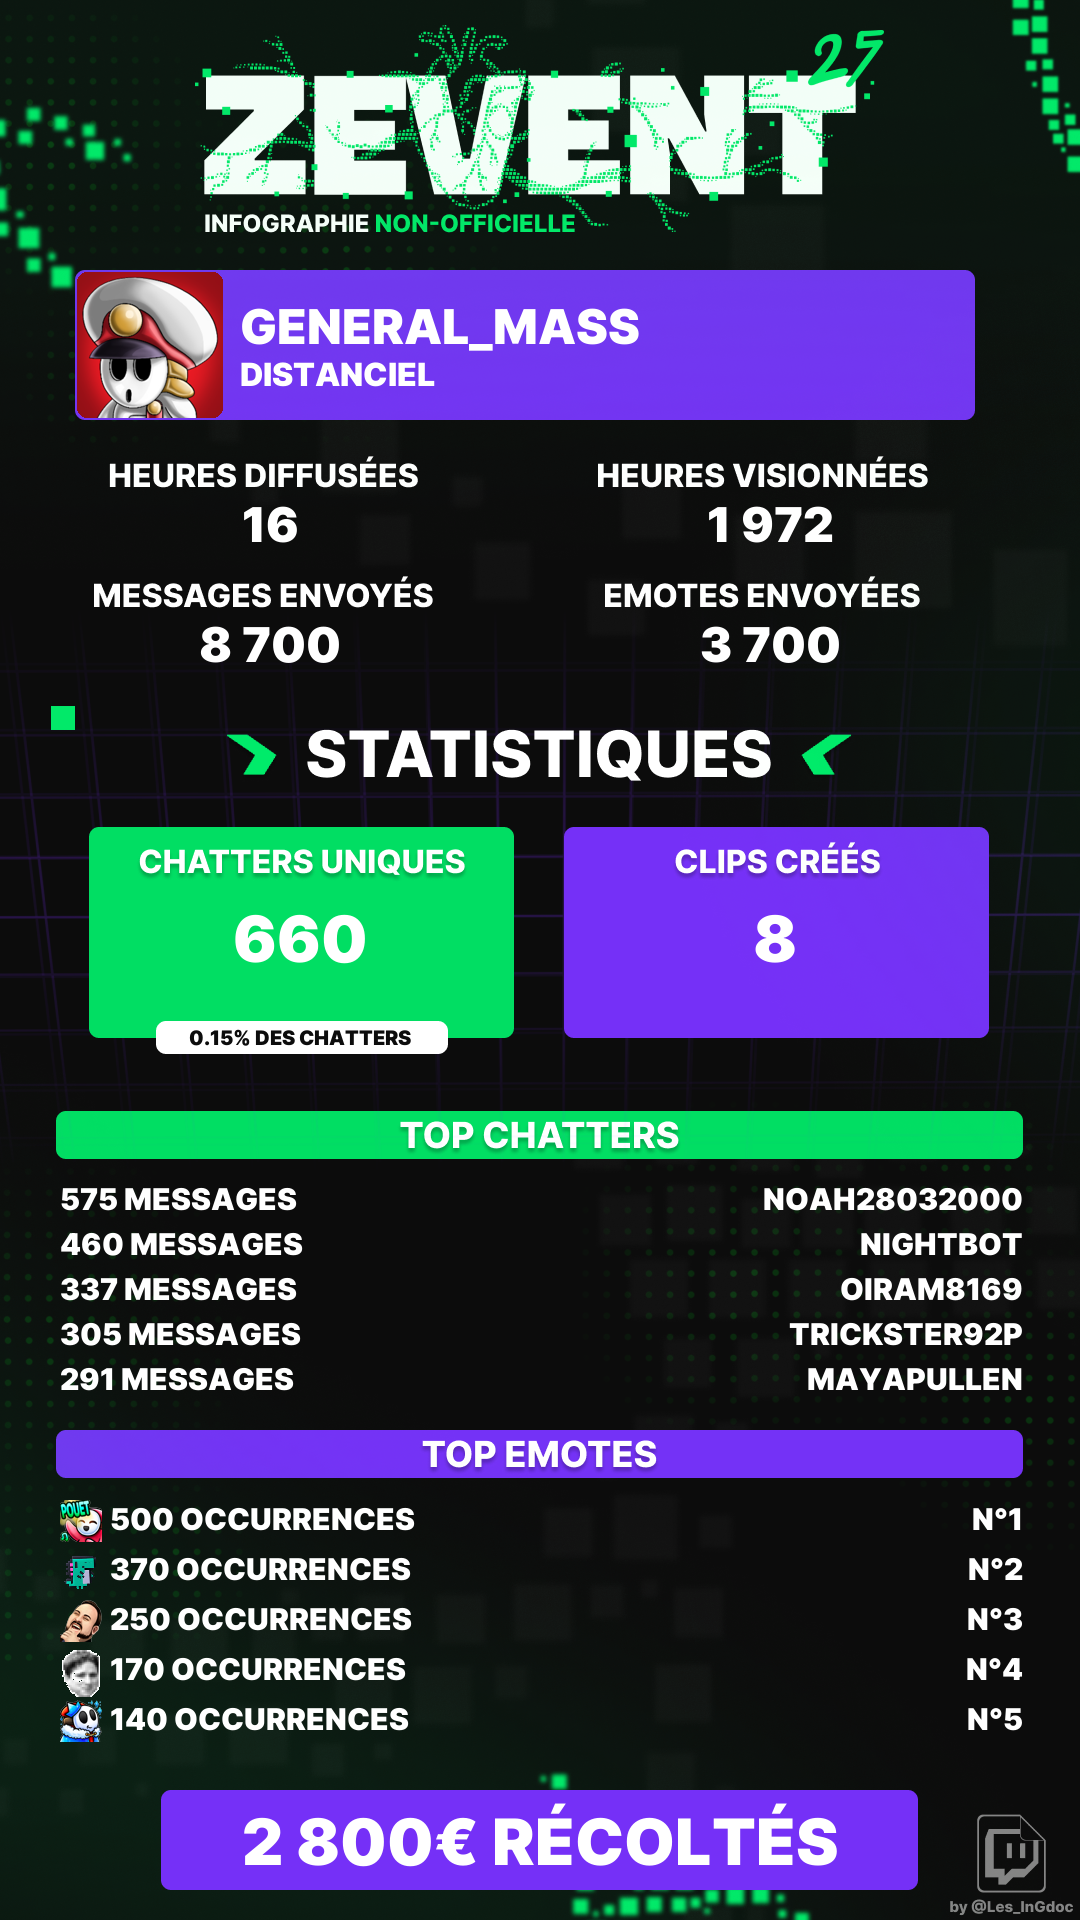 ZEVENT 25
INFOGRAPHIE NON-OFFICIELLE
GENERAL_MASS
DISTANCIEL
HEURES DIFFUSÉES
16
HEURES VISIONNÉES
1 972
MESSAGES ENVOYÉS
8 700
EMOTES ENVOYÉES
3 700
STATISTIQUES
CHATTERS UNIQUES
660
0.15% DES CHATTERS
CLIPS CRÉÉS
8
TOP CHATTERS
575 MESSAGES NOAH28032000
460 MESSAGES NIGHTBOT
337 MESSAGES OIRAM8169
305 MESSAGES TRICKSTER92P
291 MESSAGES MAYAPULLEN
TOP EMOTES
POUET 500 OCCURRENCES N°1
370 OCCURRENCES N°2
250 OCCURRENCES N°3
170 OCCURRENCES N°4
140 OCCURRENCES N°5
2 800€ RÉCOLTÉS
by @Les_InGdoc